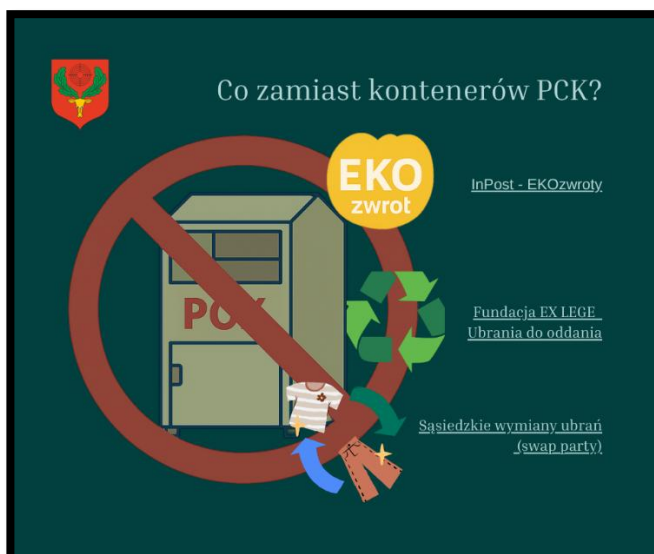 Co zamiast kontenerów PCK?
EKO
zwrot
InPost - EKOzwroty
PCK
Fundacja EX LEGE
Ubrania do oddania
Sąsiedzkie wymiany ubrań
(swap party)